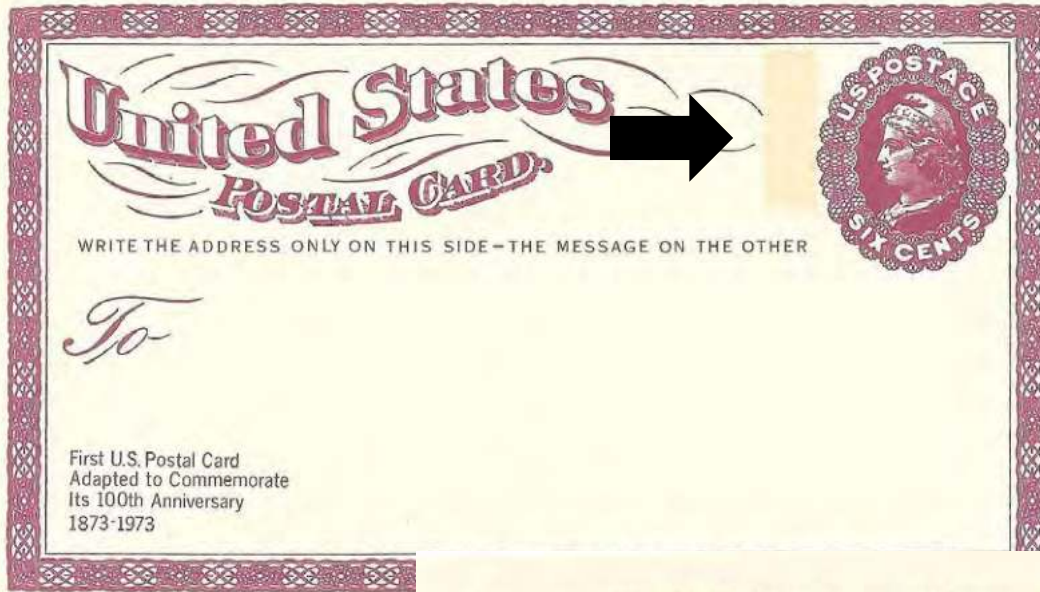 United States
POSTAL CARD.
U.S. POSTAGE
SIX CENTS
WRITE THE ADDRESS ONLY ON THIS SIDE–THE MESSAGE ON THE OTHER
To-
First U.S. Postal Card
Adapted to Commemorate
Its 100th Anniversary
1873-1973